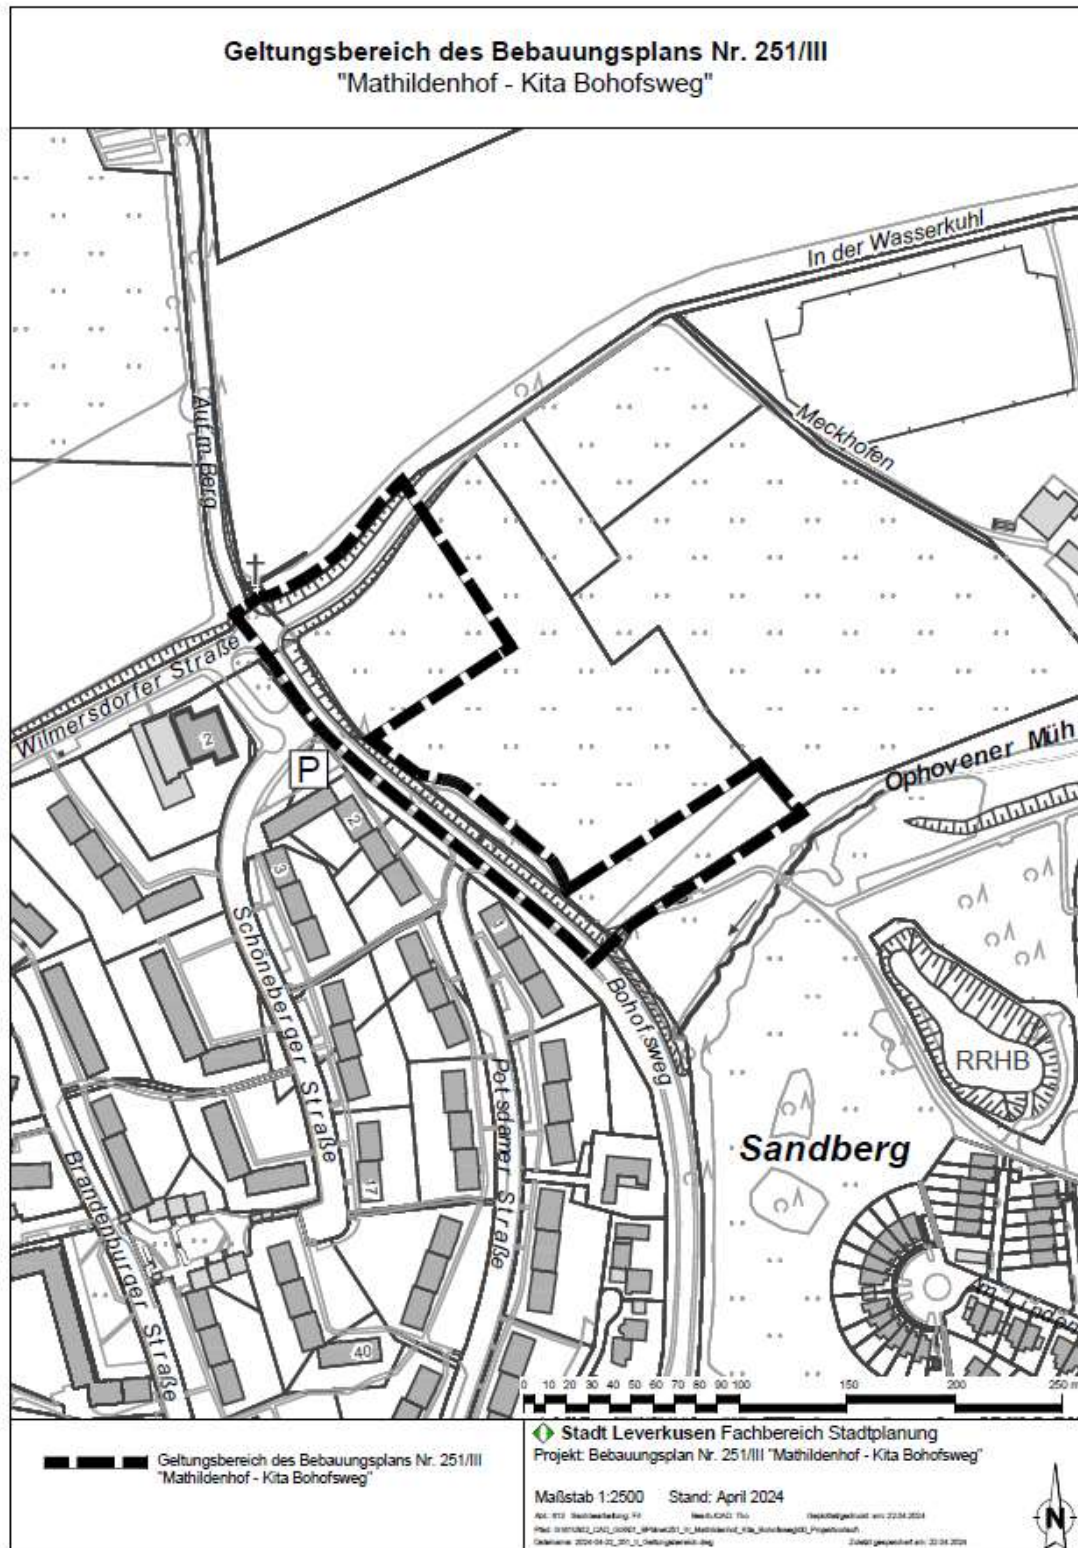 Geltungsbereich des Bebauungsplans Nr. 251/III
"Mathildenhof - Kita Bohofsweg"
In der Wasserkuhl
Meckhofen
Auf'm Berg
Wilmersdorfer Straße
2
P
2
3
1
Ophovener Müh
Schöneberger Straße
Bohofsweg
RRHB
Potsdamer Straße
Sandberg
Brandenburger Straße
17
40
0 10 20 30 40 50 60 70 80 90 100 150 200 250 m
Geltungsbereich des Bebauungsplans Nr. 251/III
"Mathildenhof - Kita Bohofsweg"
Stadt Leverkusen Fachbereich Stadtplanung
Projekt: Bebauungsplan Nr. 251/III "Mathildenhof - Kita Bohofsweg"
Maßstab 1:2500 Stand: April 2024
N